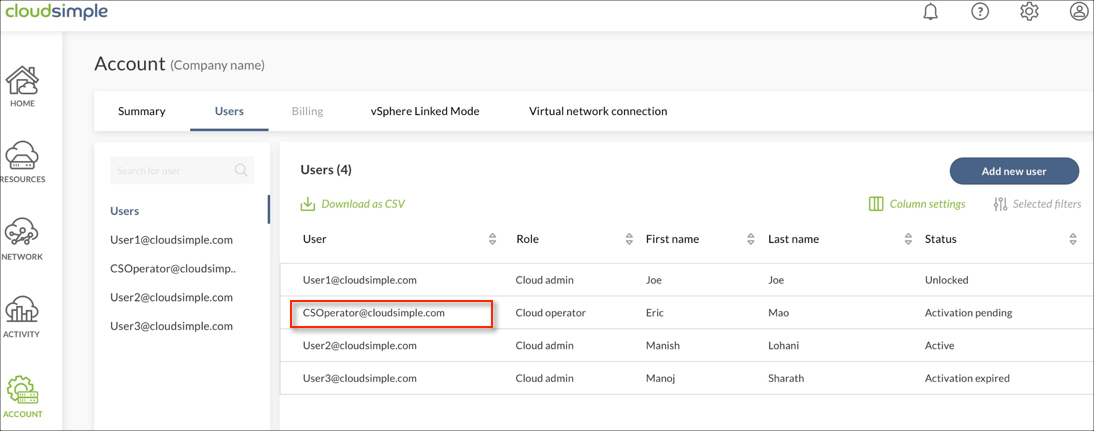 cloudsimple
Account (Company name)
HOME
RESOURCES
NETWORK
ACTIVITY
ACCOUNT
Summary Users Billing vSphere Linked Mode Virtual network connection
Search for user
Users
User1@cloudsimple.com
CSOperator@cloudsimp..
User2@cloudsimple.com
User3@cloudsimple.com
Users (4)
Add new user
Download as CSV
Column settings
Selected filters
User Role First name Last name Status
User1@cloudsimple.com Cloud admin Joe Joe Unlocked
CSOperator@cloudsimple.com Cloud operator Eric Mao Activation pending
User2@cloudsimple.com Cloud admin Manish Lohani Active
User3@cloudsimple.com Cloud admin Manoj Sharath Activation expired